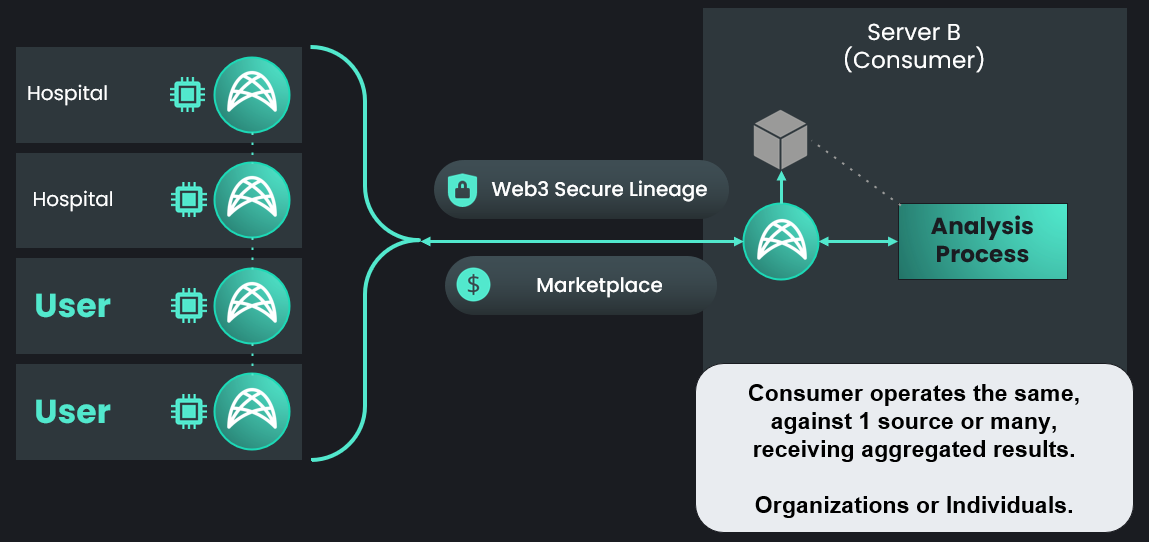 Hospital
Hospital
User
User
Web3 Secure Lineage
$
Marketplace
Server B
(Consumer)
Analysis
Process
Consumer operates the same,
against 1 source or many,
receiving aggregated results.
Organizations or Individuals.